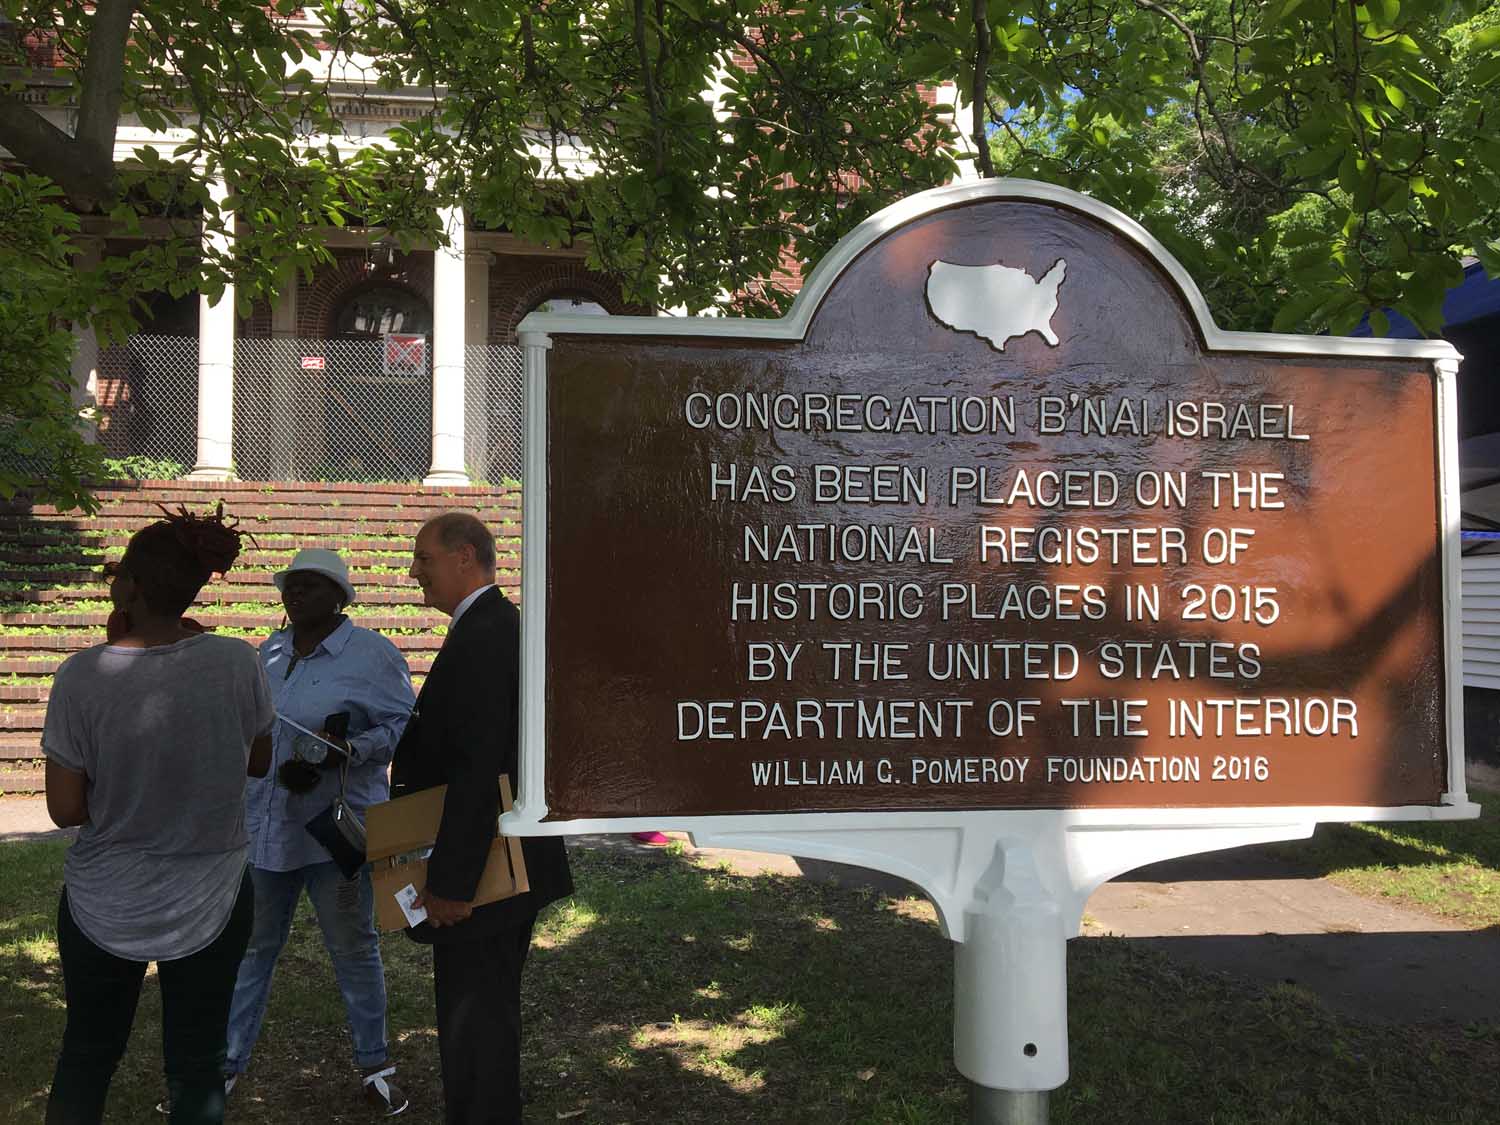 CONGREGATION B'NAI ISRAEL
HAS BEEN PLACED ON THE
NATIONAL REGISTER OF
HISTORIC PLACES IN 2015
BY THE UNITED STATES
DEPARTMENT OF THE INTERIOR
WILLIAM G. POMEROY FOUNDATION 2016